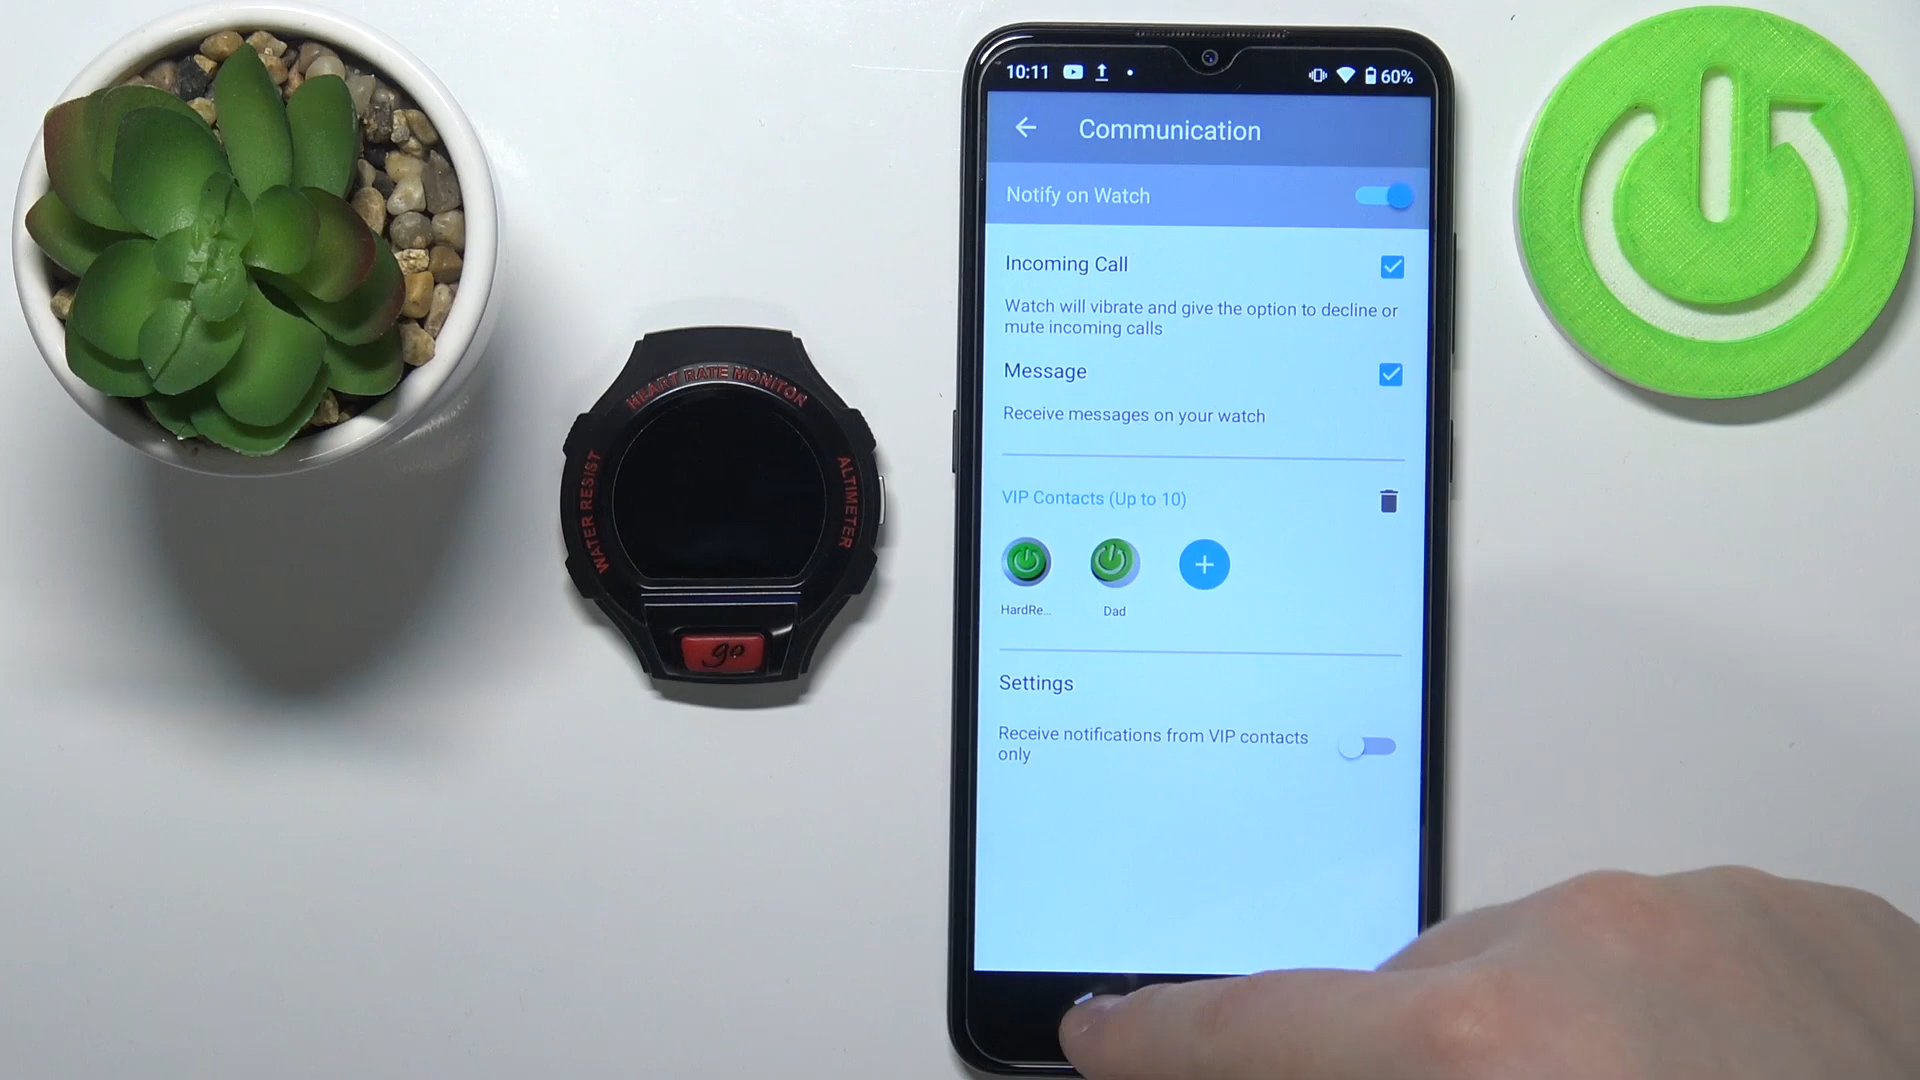 10:11
60%
Communication
Notify on Watch
Incoming Call
Watch will vibrate and give the option to decline or
mute incoming calls
Message
Receive messages on your watch
VIP Contacts (Up to 10)
HardRe...
Dad
Settings
Receive notifications from VIP contacts
only
HEART RATE MONITOR
WATER RESIST
ALTIMETER
go